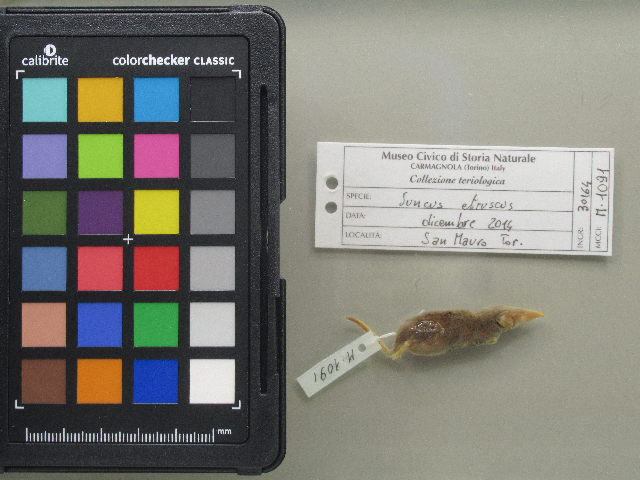 calibrite
colorchecker CLASSIC
mm
Museo Civico di Storia Naturale
CARMAGNOLA (Torino) Italy
Collezione teriologica
SPECIE: Suncus etruscus
DATA: dicembre 2014
LOCALITÀ: San Mauro Tor.
INGR: 30164
MCCI: M.1091
M.1091